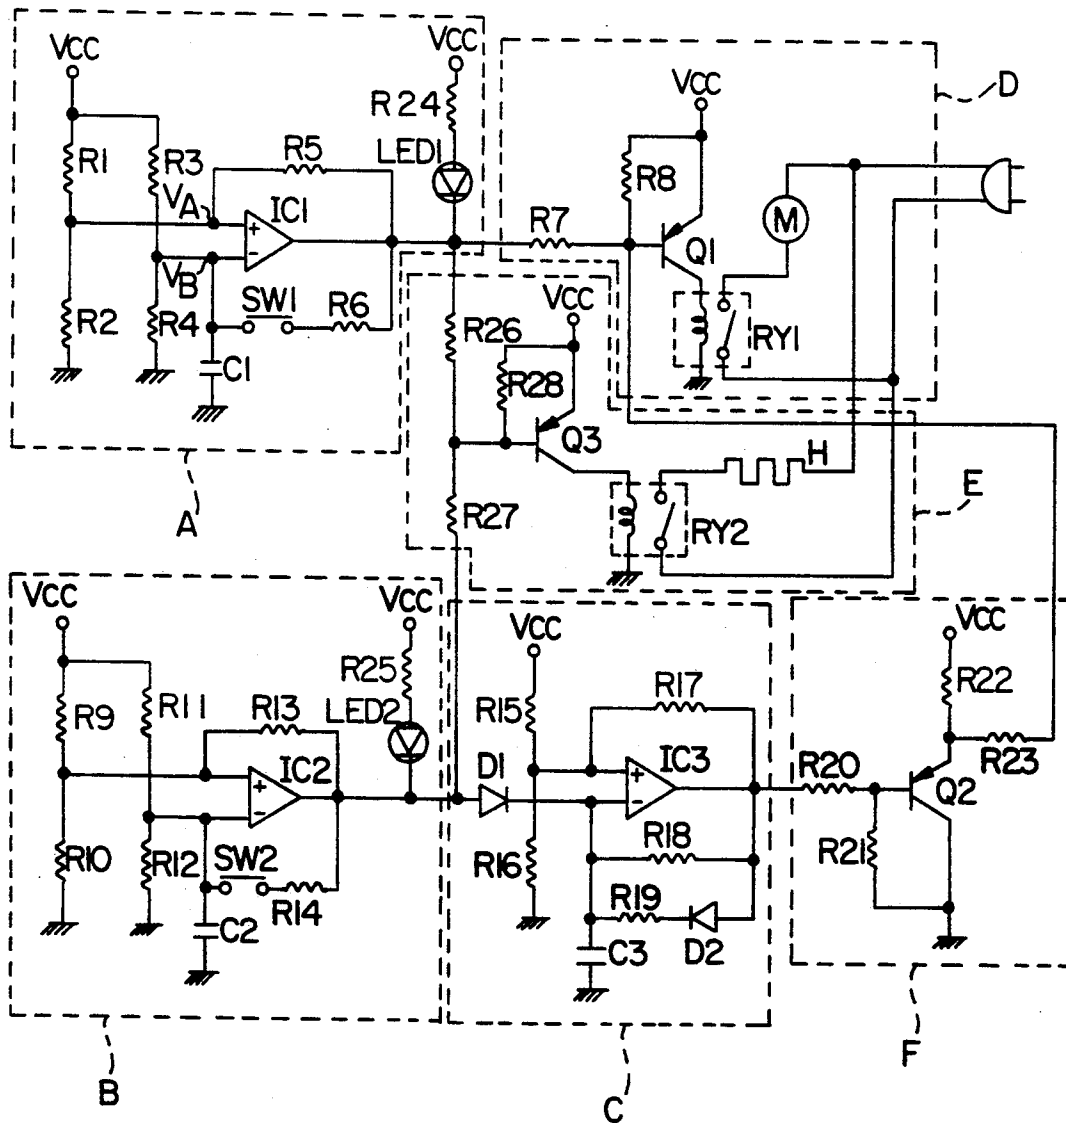 VCC
VCC
R24
LED1
R1
R3
R5
VA
IC1
+
-
VB
R2
R4
SW1
R6
C1
A
VCC
D
R8
R7
Q1
M
RY1
VCC
R26
R28
Q3
H
R27
RY2
E
VCC
VCC
R25
LED2
R9
R11
R13
IC2
+
-
R10
R12
SW2
R14
C2
B
VCC
R15
R17
D1
IC3
+
-
R16
R18
R19
D2
C3
C
VCC
R22
R20
R23
Q2
R21
F